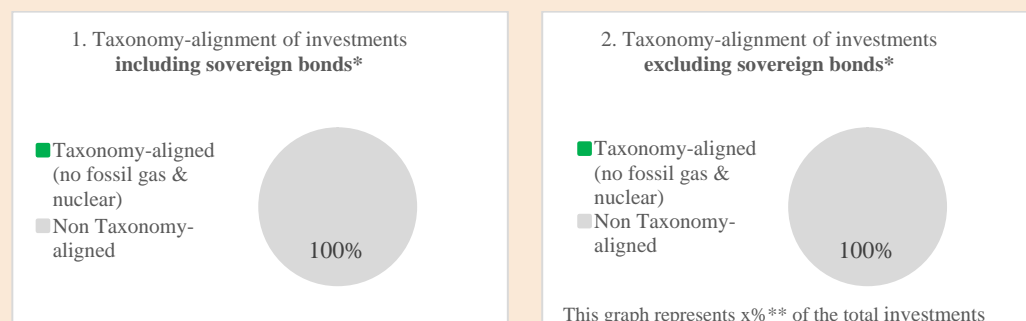 1. Taxonomy-alignment of investments
including sovereign bonds*
Taxonomy-aligned
(no fossil gas &
nuclear)
Non Taxonomy-
aligned
100%
2. Taxonomy-alignment of investments
excluding sovereign bonds*
Taxonomy-aligned
(no fossil gas &
nuclear)
Non Taxonomy-
aligned
100%
This graph represents x%** of the total investments